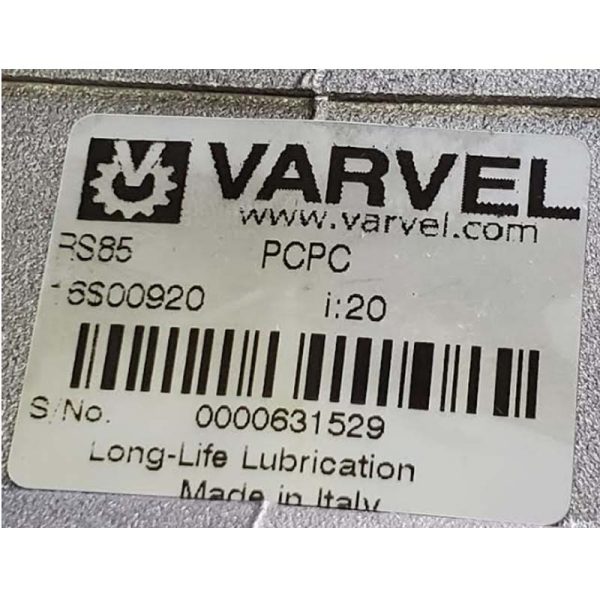 VARVEL
www.varvel.com
RS85 PCPC
16S00920 i:20
S/No. 0000631529
Long-Life Lubrication
Made in Italy